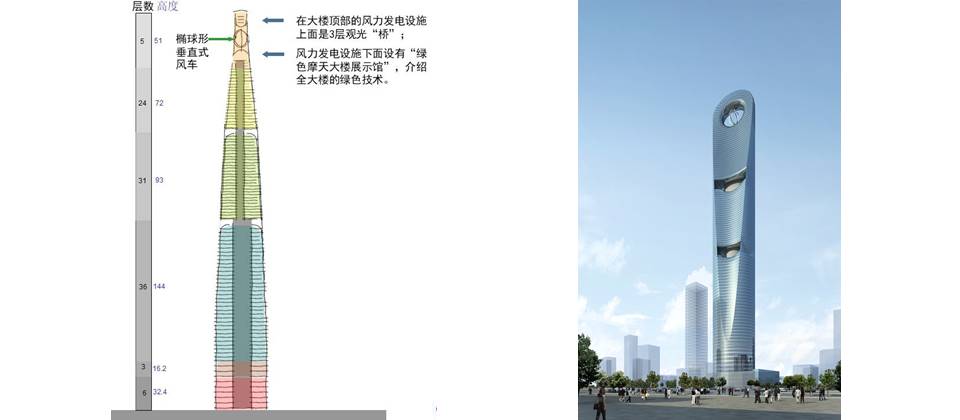 层数 高度
在大楼顶部的风力发电设施
上面是3层观光“桥”；
椭球形
垂直式
风车
5 51
风力发电设施下面设有“绿
色摩天大楼展示馆”，介绍
全大楼的绿色技术。
24 72
31 93
36 144
3 16.2
6 32.4